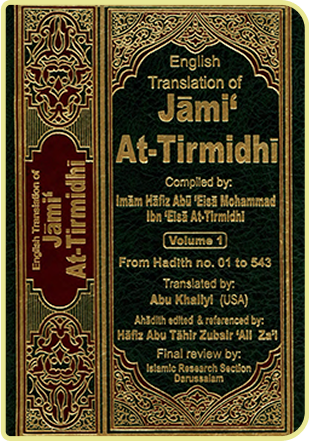 English Translation of
Jāmi‘
At-Tirmidhī
English
Translation of
Jāmi‘
At-Tirmidhī
Compiled by:
Imām Hāfiz Abū ‘Eisā Mohammad
Ibn ‘Eisā At-Tirmidhi
Volume 1
From Hadith no. 01 to 543
Translated by:
Abu Khaliyl (USA)
Ahādith edited & referenced by:
Hāfiz Abu Tāhir Zubair ‘Ali Za'i
Final review by:
Islamic Research Section
Darussalam